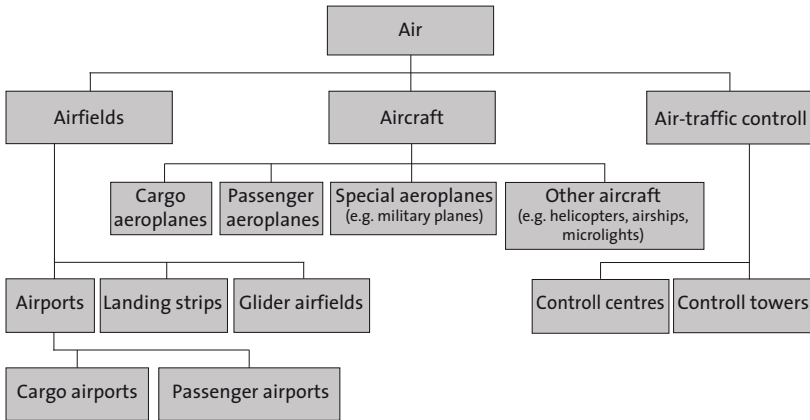 Air
Airfields
Aircraft
Air-traffic controll
Cargo
aeroplanes
Passenger
aeroplanes
Special aeroplanes
(e.g. military planes)
Other aircraft
(e.g. helicopters, airships,
microlights)
Airports
Landing strips
Glider airfields
Controll centres
Controll towers
Cargo airports
Passenger airports